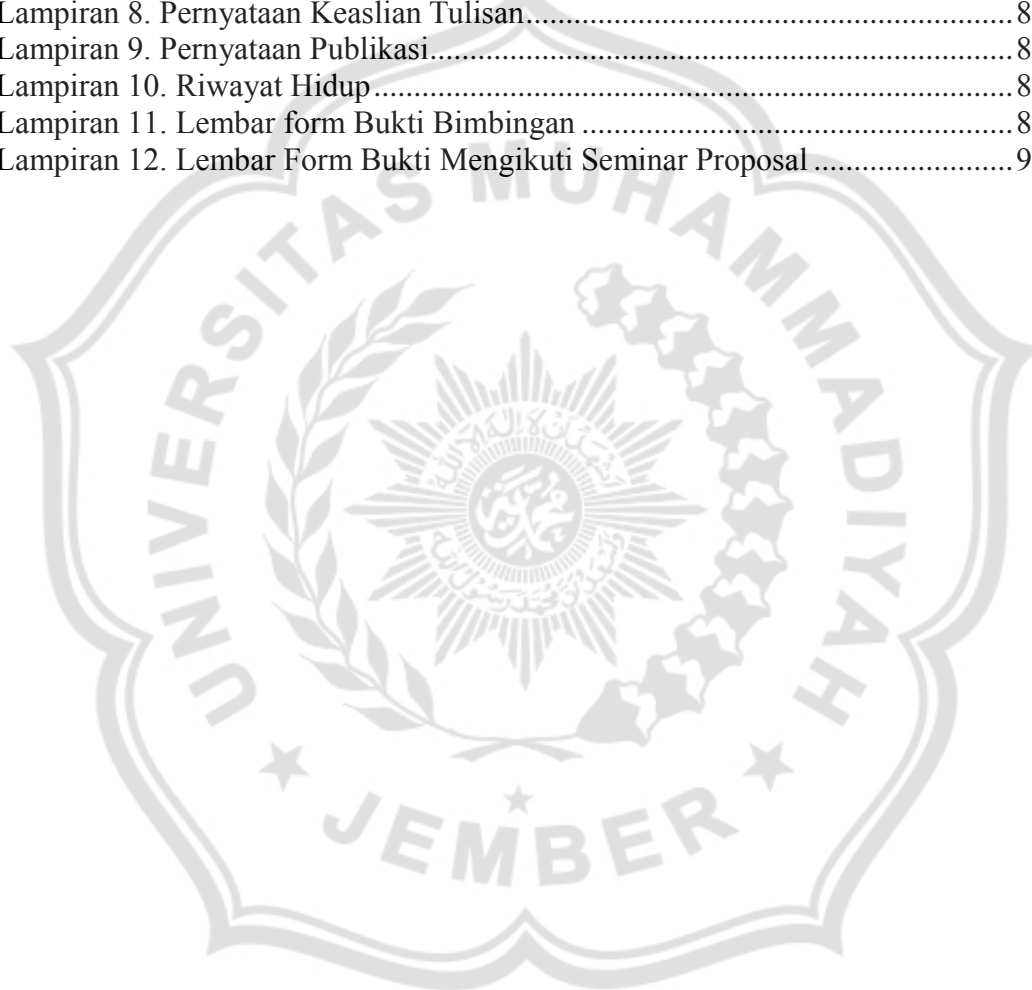 Lampiran 8. Pernyataan Keaslian Tulisan..........................................................................8
Lampiran 9. Pernyataan Publikasi.....................................................................................8
Lampiran 10. Riwayat Hidup.............................................................................................8
Lampiran 11. Lembar form Bukti Bimbingan...................................................................8
Lampiran 12. Lembar Form Bukti Mengikuti Seminar Proposal.........................9
UNIVERSITAS MUHAMMADIYAH
JEMBER